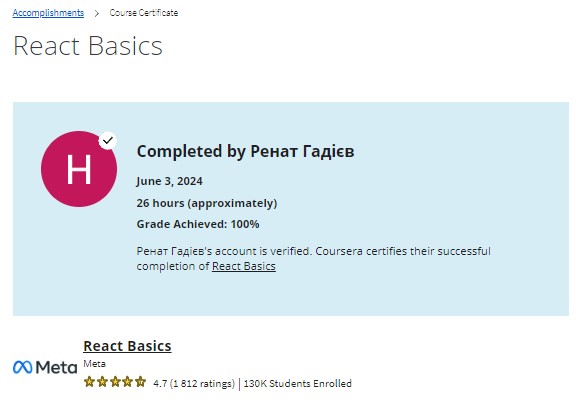 Accomplishments > Course Certificate
React Basics
H
Completed by Ренат Гадієв
June 3, 2024
26 hours (approximately)
Grade Achieved: 100%
Ренат Гадієв's account is verified. Coursera certifies their successful
completion of React Basics
React Basics
Meta
Meta
4.7 (1 812 ratings) | 130K Students Enrolled